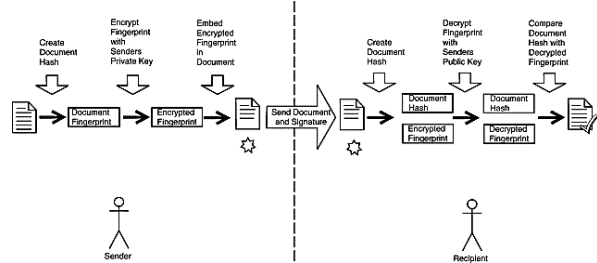 Create
Document
Hash
Encrypt
Fingerprint
with
Senders
Private Key
Embed
Encrypted
Fingerprint
in
Document
Create
Document
Hash
Decrypt
Fingerprint
with
Senders
Public Key
Compare
Document
Hash with
Decrypted
Fingerprint
Document
Fingerprint
Encrypted
Fingerprint
Send Document
and Signature
Document
Hash
Encrypted
Fingerprint
Document
Hash
Decrypted
Fingerprint
Sender
Recipient